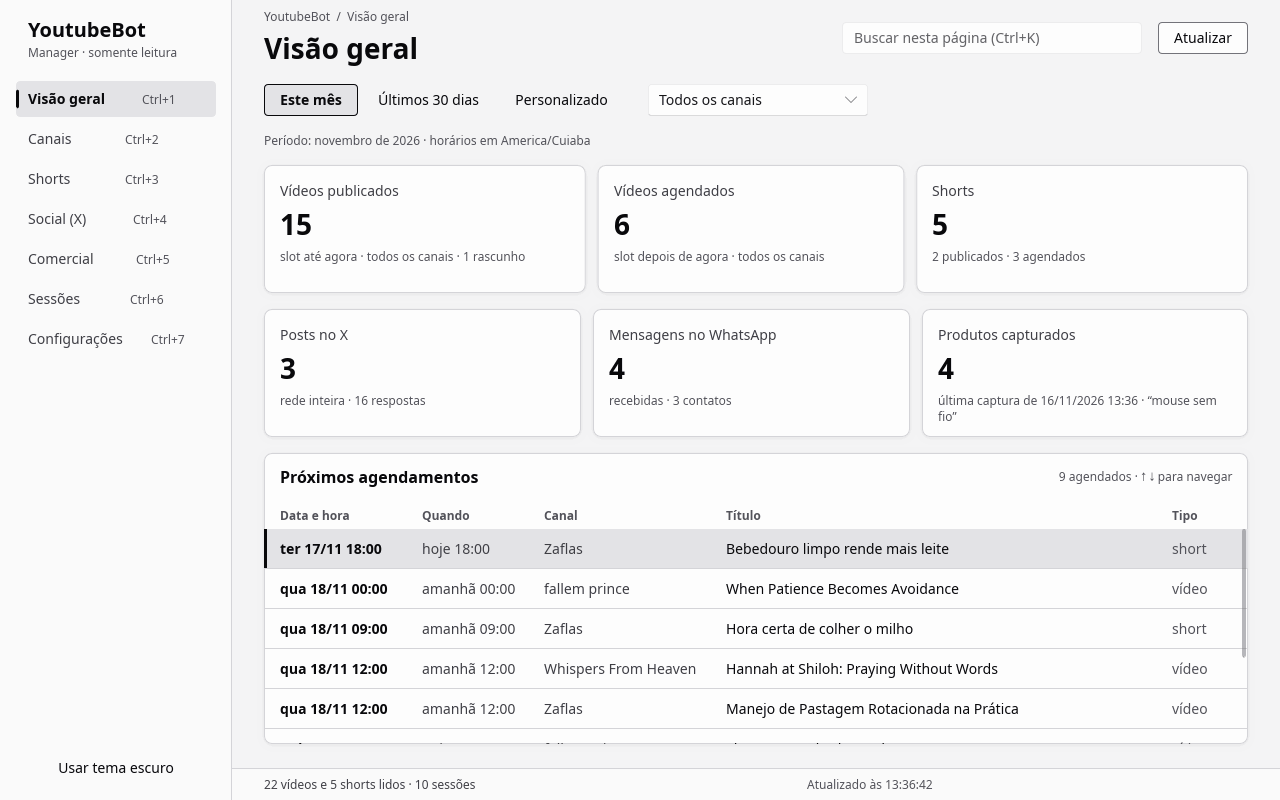 YoutubeBot
Manager · somente leitura
Visão geral Ctrl+1
Canais Ctrl+2
Shorts Ctrl+3
Social (X) Ctrl+4
Comercial Ctrl+5
Sessões Ctrl+6
Configurações Ctrl+7
Usar tema escuro
YoutubeBot / Visão geral
Visão geral
Buscar nesta página (Ctrl+K)
Atualizar
Este mês Últimos 30 dias Personalizado Todos os canais
Período: novembro de 2026 · horários em America/Cuiaba
Vídeos publicados
15
slot até agora · todos os canais · 1 rascunho
Vídeos agendados
6
slot depois de agora · todos os canais
Shorts
5
2 publicados · 3 agendados
Posts no X
3
rede inteira · 16 respostas
Mensagens no WhatsApp
4
recebidas · 3 contatos
Produtos capturados
4
última captura de 16/11/2026 13:36 · “mouse sem
fio”
Próximos agendamentos
9 agendados · ↑ ↓ para navegar
Data e hora Quando Canal Título Tipo
ter 17/11 18:00 hoje 18:00 Zaflas Bebedouro limpo rende mais leite short
qua 18/11 00:00 amanhã 00:00 fallem prince When Patience Becomes Avoidance vídeo
qua 18/11 09:00 amanhã 09:00 Zaflas Hora certa de colher o milho short
qua 18/11 12:00 amanhã 12:00 Whispers From Heaven Hannah at Shiloh: Praying Without Words vídeo
qua 18/11 12:00 amanhã 12:00 Zaflas Manejo de Pastagem Rotacionada na Prática vídeo
22 vídeos e 5 shorts lidos · 10 sessões
Atualizado às 13:36:42